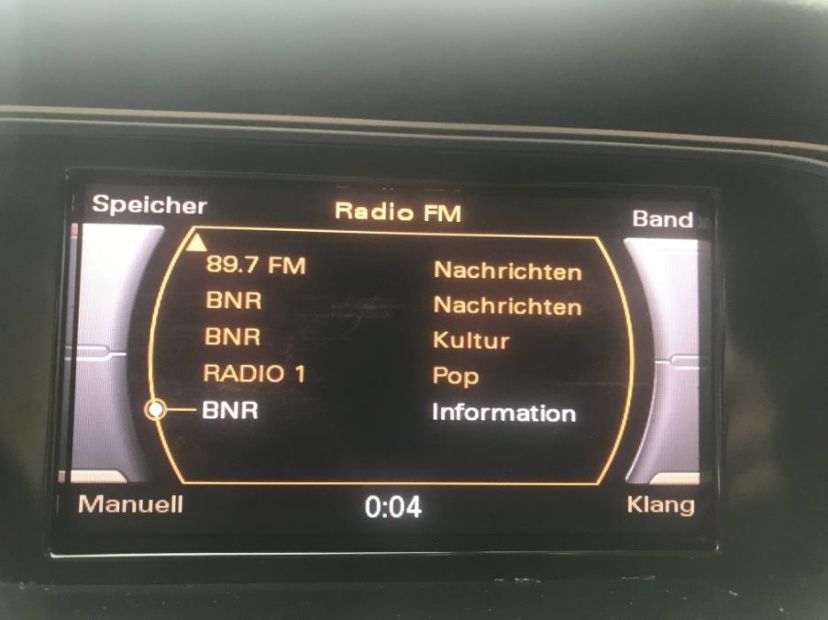 Speicher Radio FM Band
89.7 FM Nachrichten
BNR Nachrichten
BNR Kultur
RADIO 1 Pop
BNR Information
Manuell 0:04 Klang